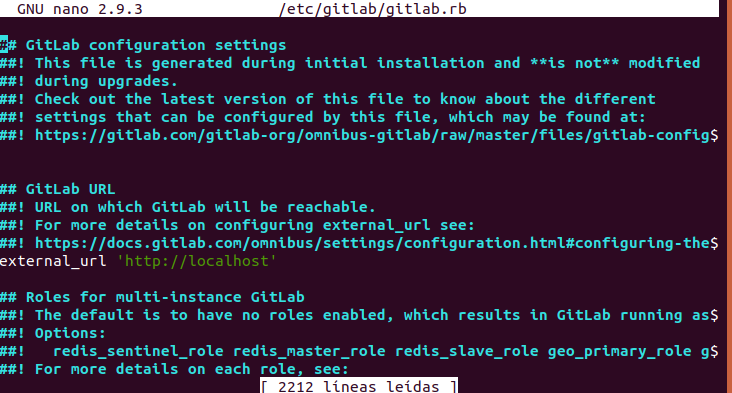 GNU nano 2.9.3 /etc/gitlab/gitlab.rb
## GitLab configuration settings
##! This file is generated during initial installation and **is not** modified
##! during upgrades.
##! Check out the latest version of this file to know about the different
##! settings that can be configured by this file, which may be found at:
##! https://gitlab.com/gitlab-org/omnibus-gitlab/raw/master/files/gitlab-config$
## GitLab URL
##! URL on which GitLab will be reachable.
##! For more details on configuring external_url see:
##! https://docs.gitlab.com/omnibus/settings/configuration.html#configuring-the$
external_url 'http://localhost'
## Roles for multi-instance GitLab
##! The default is to have no roles enabled, which results in GitLab running as$
##! Options:
##!   redis_sentinel_role redis_master_role redis_slave_role geo_primary_role g$
##! For more details on each role, see:
[ 2212 líneas leídas ]